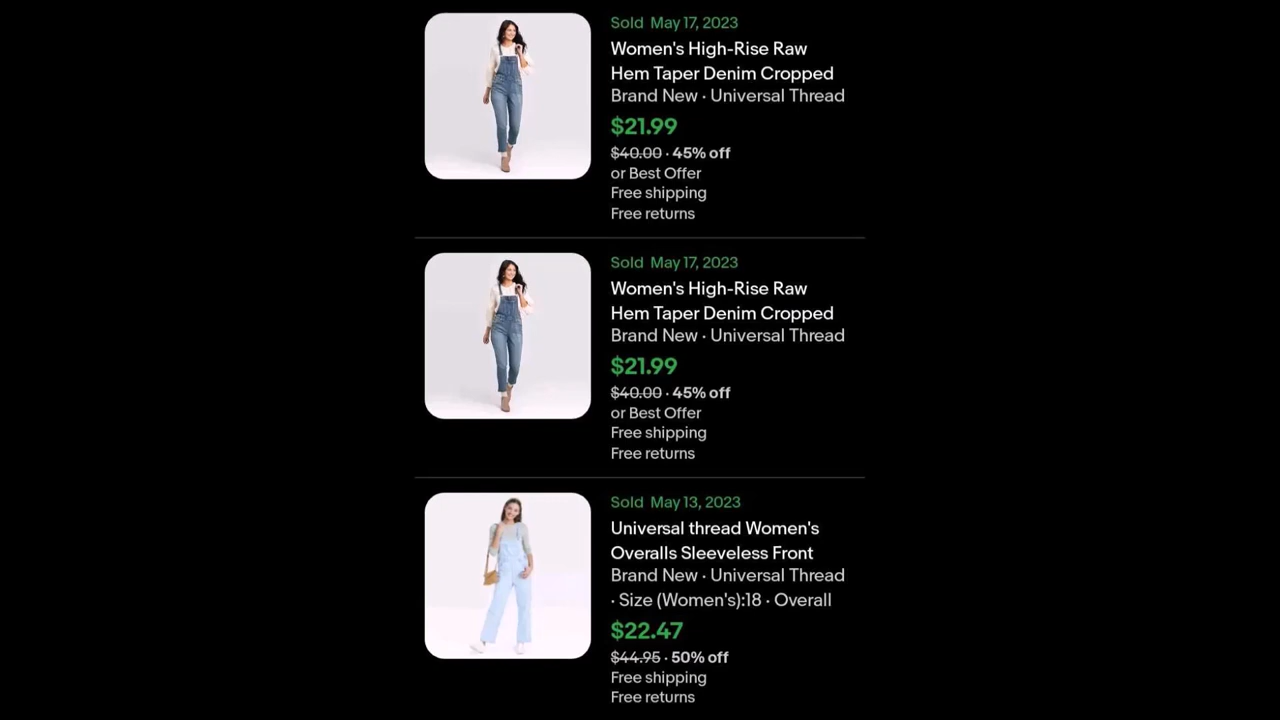 Sold May 17, 2023
Women's High-Rise Raw
Hem Taper Denim Cropped
Brand New · Universal Thread
$21.99
$40.00 · 45% off
or Best Offer
Free shipping
Free returns
Sold May 17, 2023
Women's High-Rise Raw
Hem Taper Denim Cropped
Brand New · Universal Thread
$21.99
$40.00 · 45% off
or Best Offer
Free shipping
Free returns
Sold May 13, 2023
Universal thread Women's
Overalls Sleeveless Front
Brand New · Universal Thread
· Size (Women's):18 · Overall
$22.47
$44.95 · 50% off
Free shipping
Free returns